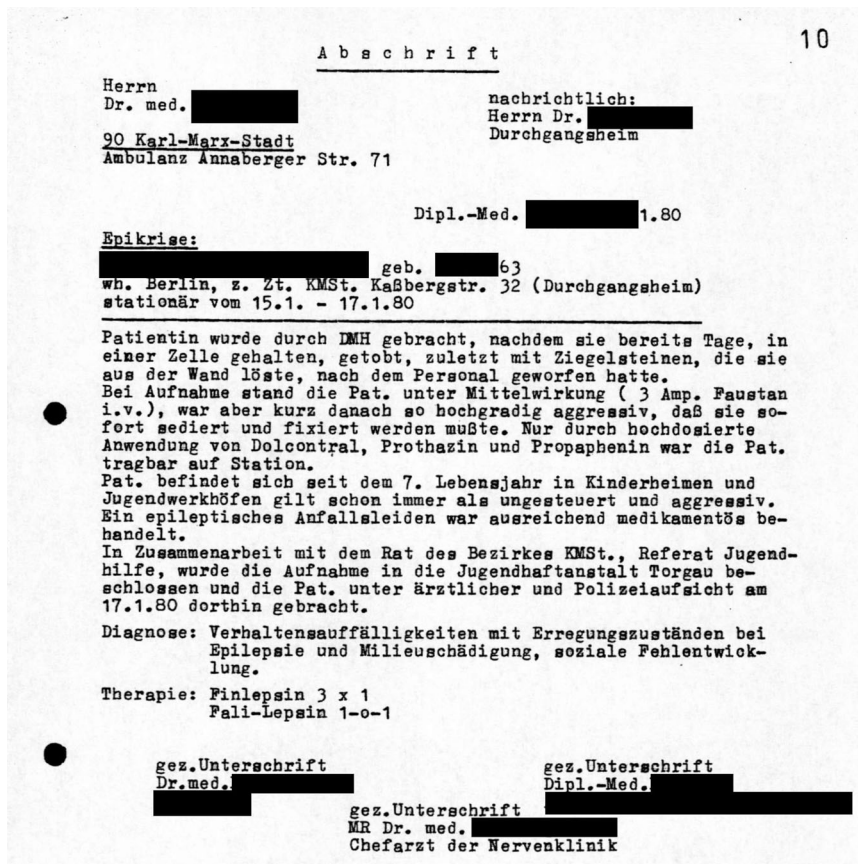 10
Abschrift
Herrn
Dr. med.
nachrichtlich:
Herrn Dr.
Durchgangsheim
90 Karl-Marx-Stadt
Ambulanz Annaberger Str. 71
Dipl.-Med. 1.80
Epikrise:
geb. 63
wh. Berlin, z. Zt. KMSt. Kaßbergstr. 32 (Durchgangsheim)
stationär vom 15.1. - 17.1.80
Patientin wurde durch DMH gebracht, nachdem sie bereits Tage, in
einer Zelle gehalten, getobt, zuletzt mit Ziegelsteinen, die sie
aus der Wand löste, nach dem Personal geworfen hatte.
Bei Aufnahme stand die Pat. unter Mittelwirkung ( 3 Amp. Faustan
i.v.), war aber kurz danach so hochgradig aggressiv, daß sie so-
fort sediert und fixiert werden mußte. Nur durch hochdosierte
Anwendung von Dolcontral, Prothazin und Propaphenin war die Pat.
tragbar auf Station.
Pat. befindet sich seit dem 7. Lebensjahr in Kinderheimen und
Jugendwerkhöfen gilt schon immer als ungesteuert und aggressiv.
Ein epileptisches Anfallsleiden war ausreichend medikamentös be-
handelt.
In Zusammenarbeit mit dem Rat des Bezirkes KMSt., Referat Jugend-
hilfe, wurde die Aufnahme in die Jugendhaftanstalt Torgau be-
schlossen und die Pat. unter ärztlicher und Polizeiaufsicht am
17.1.80 dorthin gebracht.
Diagnose: Verhaltensauffälligkeiten mit Erregungszuständen bei
Epilepsie und Milieuschädigung, soziale Fehlentwick-
lung.
Therapie: Finlepsin 3 x 1
Fali-Lepsin 1-o-1
gez.Unterschrift
Dr.med.
gez.Unterschrift
Dipl.-Med.
gez.Unterschrift
MR Dr. med.
Chefarzt der Nervenklinik